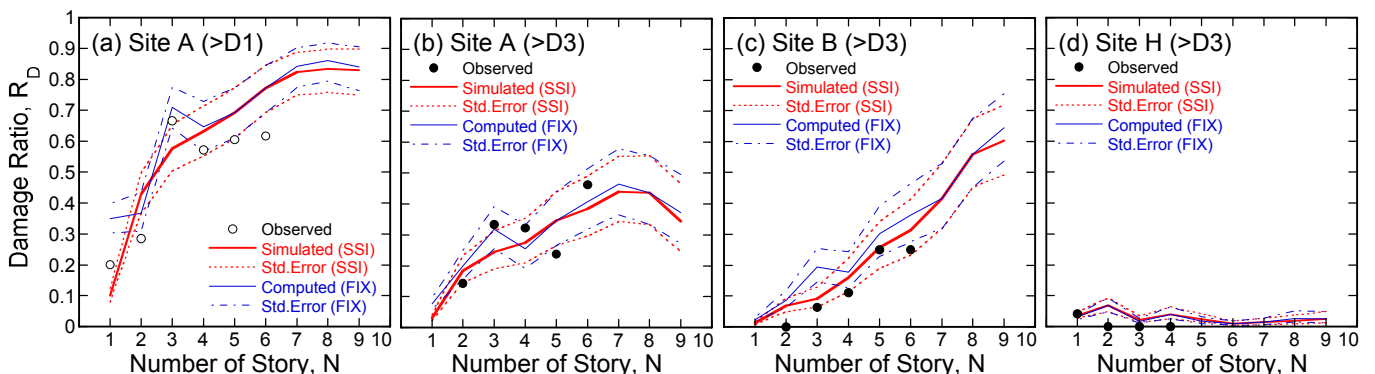 Damage Ratio, R_D
1
0.9
0.8
0.7
0.6
0.5
0.4
0.3
0.2
0.1
0
(a) Site A (>D1)
Observed
Simulated (SSI)
Std.Error (SSI)
Computed (FIX)
Std.Error (FIX)
1 2 3 4 5 6 7 8 9 10
Number of Story, N
(b) Site A (>D3)
Observed
Simulated (SSI)
Std.Error (SSI)
Computed (FIX)
Std.Error (FIX)
1 2 3 4 5 6 7 8 9 10
Number of Story, N
(c) Site B (>D3)
Observed
Simulated (SSI)
Std.Error (SSI)
Computed (FIX)
Std.Error (FIX)
1 2 3 4 5 6 7 8 9 10
Number of Story, N
(d) Site H (>D3)
Observed
Simulated (SSI)
Std.Error (SSI)
Computed (FIX)
Std.Error (FIX)
1 2 3 4 5 6 7 8 9 10
Number of Story, N